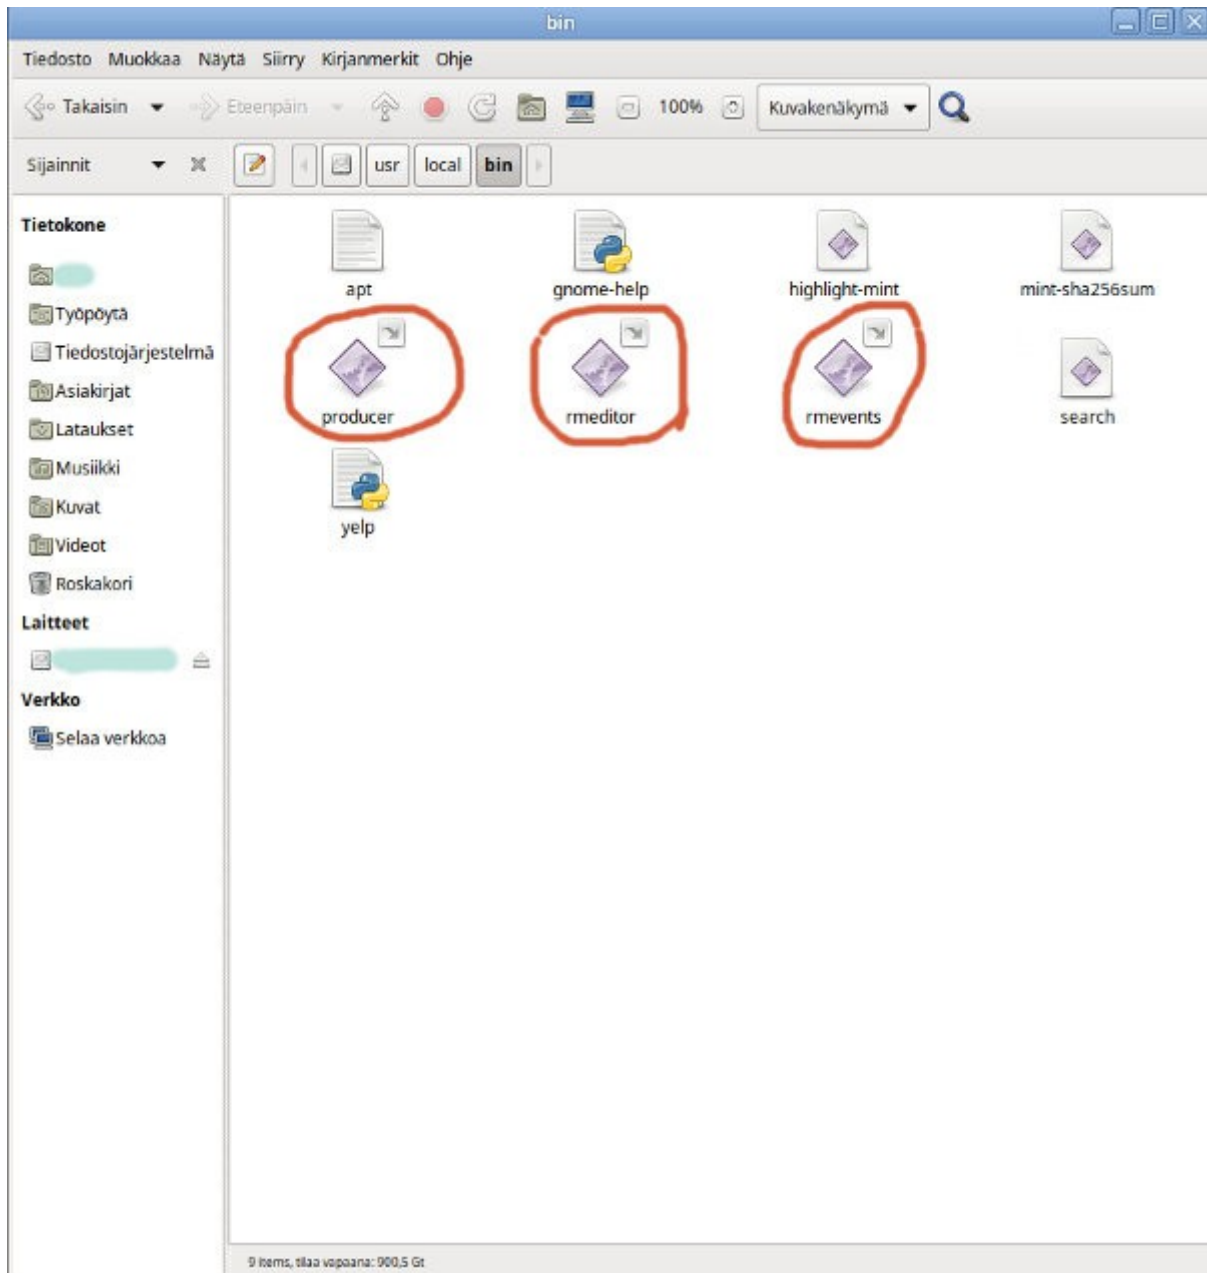 bin
Tiedosto Muokkaa Näytä Siirry Kirjanmerkit Ohje
Takaisin Eteenpäin 100% Kuvakenäkymä
Sijainnit usr local bin
Tietokone
Työpöytä
Tiedostojärjestelmä
Asiakirjat
Lataukset
Musiikki
Kuvat
Videot
Roskakori
Laitteet
Verkko
Selaa verkkoa
apt gnome-help highlight-mint mint-sha256sum
producer rmeditor rmevents search
yelp
9 items, tilaa vapaana: 900,5 Gt